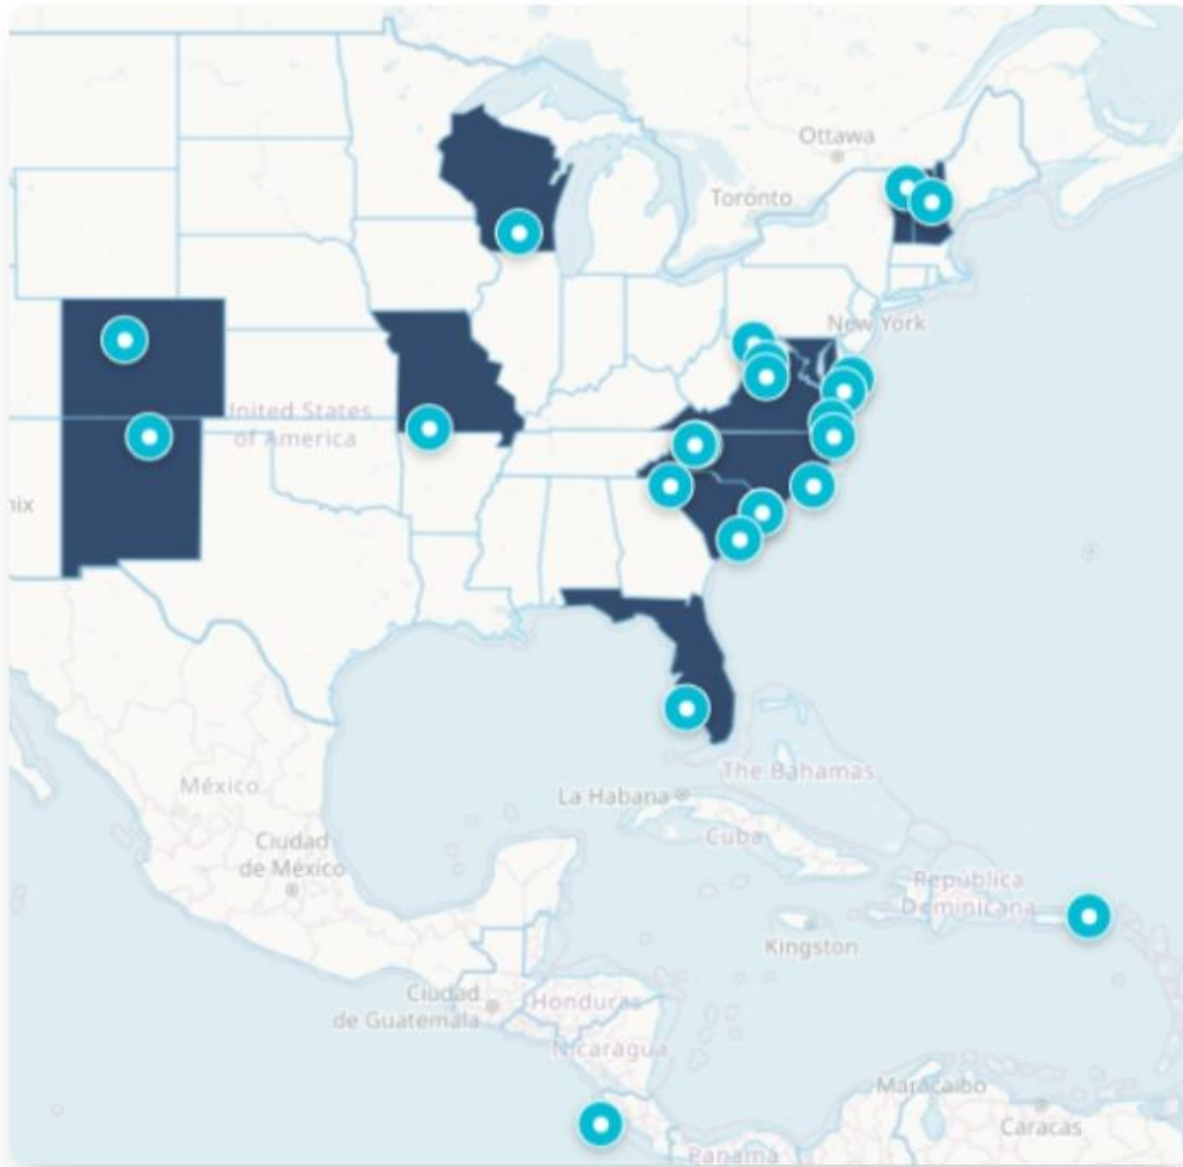 Ottawa
Toronto
New York
United States
of America
nix
México
The Bahamas
La Habana
Cuba
Ciudad
de México
República
Dominicana
Kingston
Ciudad
de Guatemala
Honduras
Nicaragua
Maracaibo
Caracas
Panamá